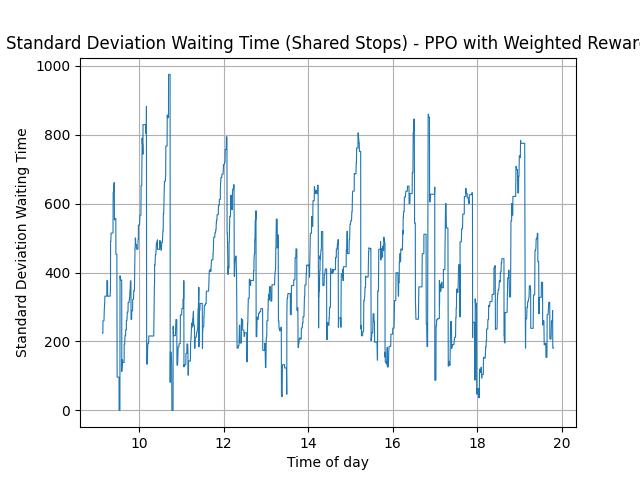 Standard Deviation Waiting Time (Shared Stops) - PPO with Weighted Rewar
1000
800
600
400
200
0
Standard Deviation Waiting Time
10 12 14 16 18 20
Time of day